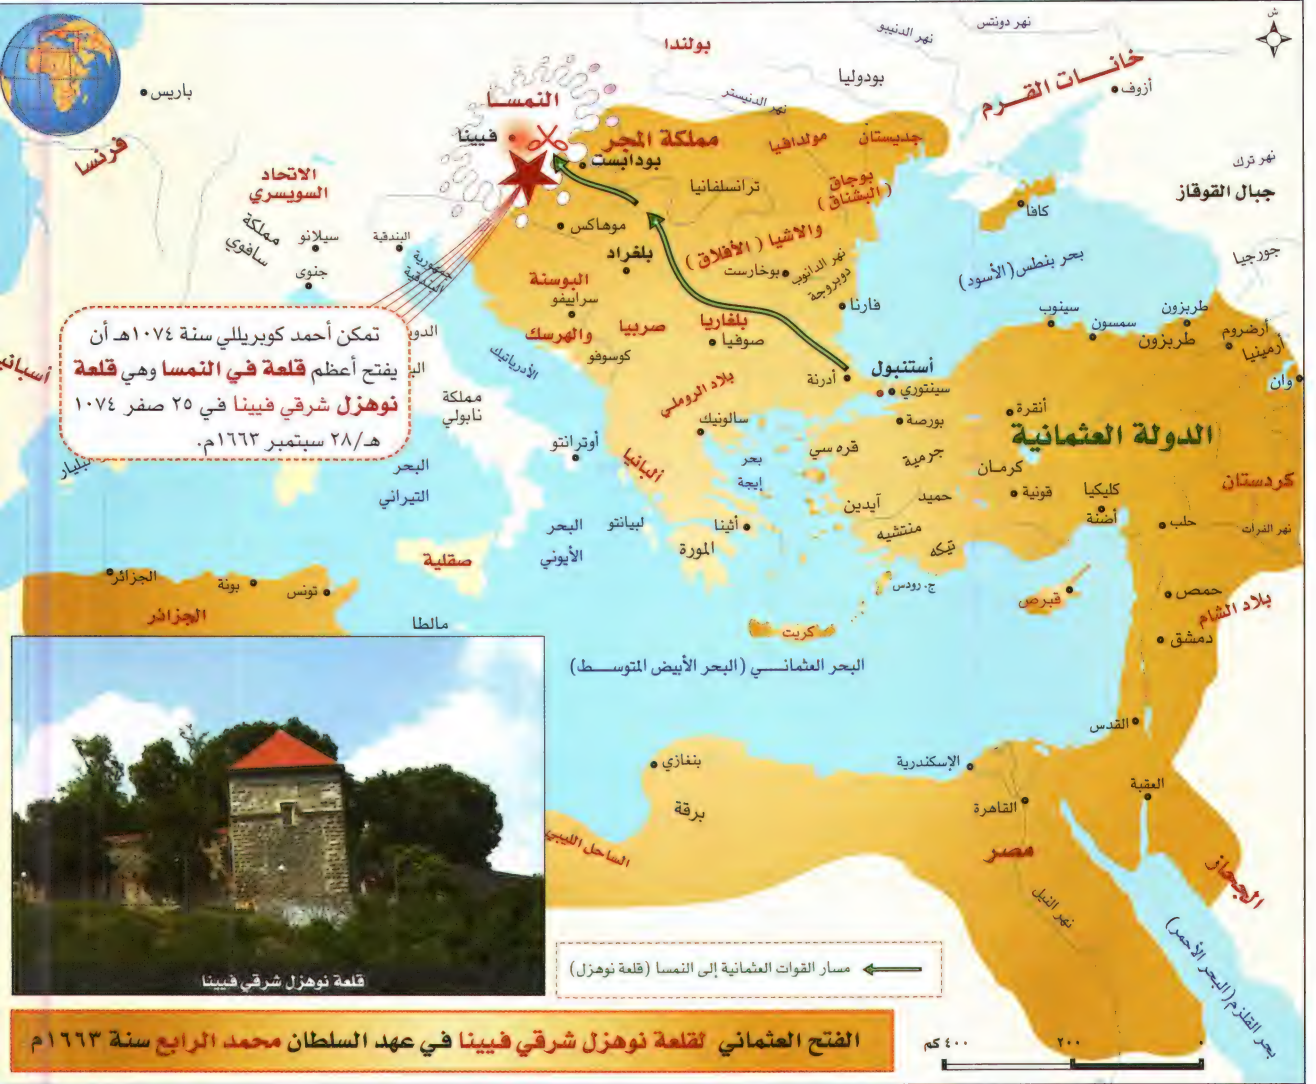 ش
نهر دونتس
نهر الدنيبو
بولندا
بودوليا
خانات القرم
أزوف
باريس
نهر الدنيستر
النمسا
فيينا
مملكة المجر
مولدافيا
جديستان
فرنسا
بودابست
نهر ترك
الاتحاد
السويسري
ترانسلفانيا
بوجاق
(البشناق)
جبال القوقاز
كافا
مملكة
سافوي
سيلانو
البندقية
موهاكس
والاشيا (الأفلاق)
جورجيا
جمهورية
البندقية
بلغراد
نهر الدانوب
بحر بنطس (الأسود)
جنوى
بوخارست
دوبروجة
البوسنة
سراييفو
فارنا
سينوب
طربزون
والهرسك
صربيا
بلغاريا
سمسون
طربزون
أرضروم
أرمينيا
صوفيا
كوسوفو
الأدرياتيك
تمكن أحمد كوبريللي سنة ١٠٧٤هـ أن
يفتح أعظم قلعة في النمسا وهي قلعة
نوهزل شرقي فيينا في ٢٥ صفر ١٠٧٤
هـ/٢٨ سبتمبر ١٦٦٣م.
أستنبول
أدرنة
سينتوري
وان
بلاد الروملي
مملكة
نابولي
سالونيك
بورصة
أنقرة
الدولة العثمانية
أوترانتو
ألبانيا
قره سي
جرمية
كرمان
بحر
إيجة
البحر
التيراني
كردستان
آيدين
حميد
قونية
كليكيا
أضنة
البحر
الأيوني
لبيانتو
أثينا
منتشيه
حلب
نهر الفرات
المورة
تيكه
صقلية
الجزائر
بونة
تونس
ج. رودس
قبرص
حمص
بلاد الشام
الجزائر
مالطا
كريت
دمشق
البحر العثماني (البحر الأبيض المتوسط)
القدس
بنغازي
الإسكندرية
العقبة
برقة
القاهرة
الساحل الليبي
مصر
الحجاز
نهر النيل
بحر القلزم (البحر الأحمر)
مسار القوات العثمانية إلى النمسا (قلعة نوهزل)
قلعة نوهزل شرقي فيينا
الفتح العثماني لقلعة نوهزل شرقي فيينا في عهد السلطان محمد الرابع سنة ١٦٦٣م
٤٠٠ كم
٢٠٠
٠